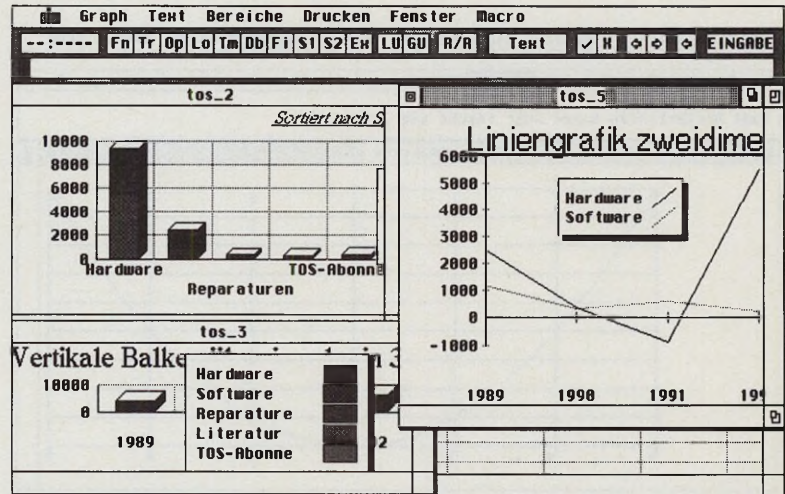 Graph Text Bereiche Drucken Fenster Macro
--:---- Fn Tr Op Lo Tm Db Fi S1 S2 Ex LU GU A/A Text ✓ X EINGABE
tos_2
Sortiert nach S
10000
8000
6000
4000
2000
0
Hardware TOS-Abonne
Reparaturen
tos_5
Liniengrafik zweidime
6000
5000
4000
3000
2000
1000
0
-1000
Hardware
Software
1989 1990 1991 199
tos_3
Vertikale Balke
10000
0
1989
Hardware
Software
Reparature
Literatur
TOS-Abonne